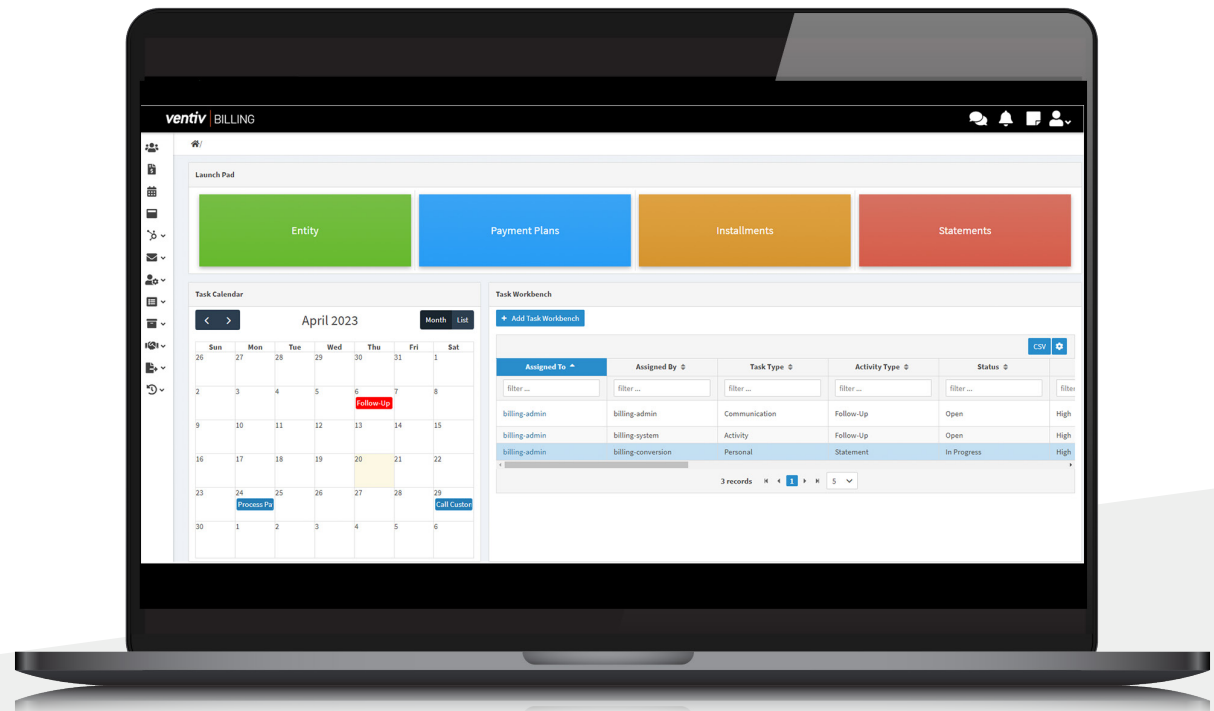 ventiv BILLING
/
Launch Pad
Entity Payment Plans Installments Statements
Task Calendar
April 2023
Month List
Sun Mon Tue Wed Thu Fri Sat
26 27 28 29 30 31 1
2 3 4 5 6 7 8
Follow-Up
9 10 11 12 13 14 15
16 17 18 19 20 21 22
23 24 25 26 27 28 29
Process Pa Call Custon
30 1 2 3 4 5 6
Task Workbench
+ Add Task Workbench
CSV
Assigned To Assigned By Task Type Activity Type Status
filter ... filter ... filter ... filter ... filter ... filte
billing-admin billing-admin Communication Follow-Up Open High
billing-admin billing-system Activity Follow-Up Open High
billing-admin billing-conversion Personal Statement In Progress High
3 records 1 5